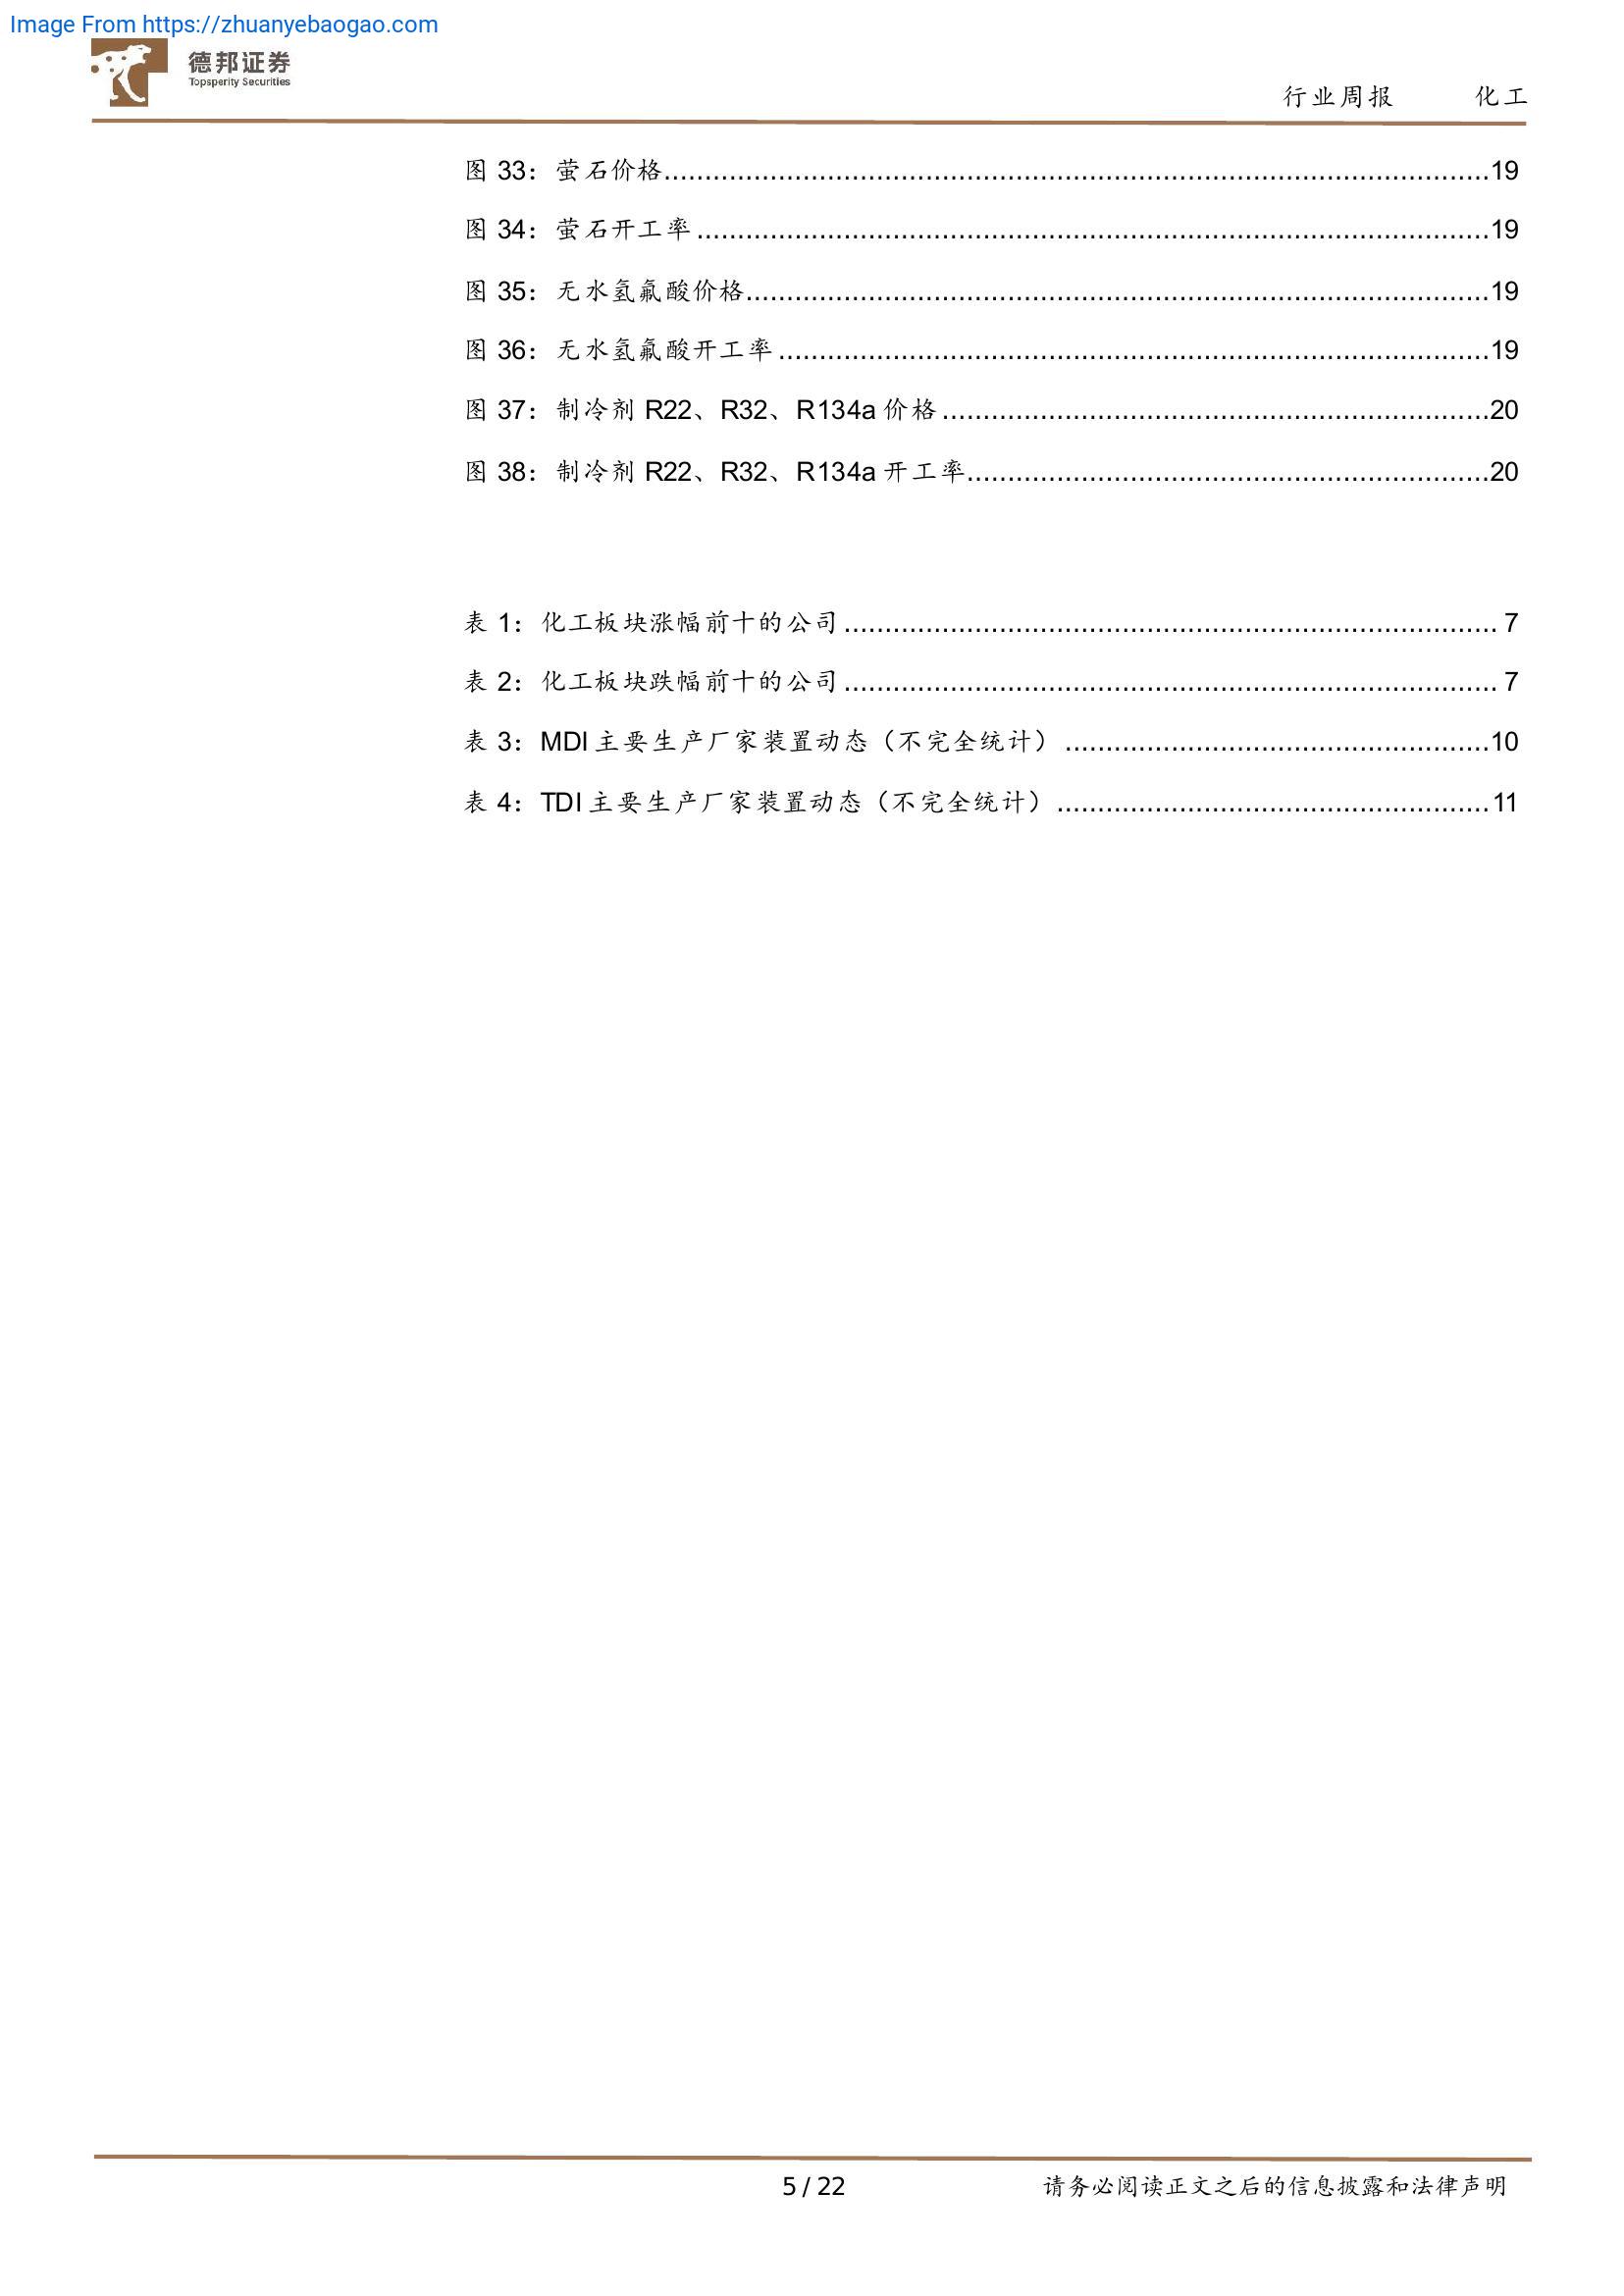 Image From https://zhuanyebaogao.com
德邦证券
Topsperity Securities
行业周报 化工
图 33：萤石价格....................................................................................................19
图 34：萤石开工率................................................................................................19
图 35：无水氢氟酸价格..........................................................................................19
图 36：无水氢氟酸开工率......................................................................................19
图 37：制冷剂 R22、R32、R134a 价格...................................................................20
图 38：制冷剂 R22、R32、R134a 开工率................................................................20
表 1：化工板块涨幅前十的公司................................................................................ 7
表 2：化工板块跌幅前十的公司................................................................................ 7
表 3：MDI 主要生产厂家装置动态（不完全统计）....................................................10
表 4：TDI 主要生产厂家装置动态（不完全统计）.....................................................11
5 / 22 请务必阅读正文之后的信息披露和法律声明